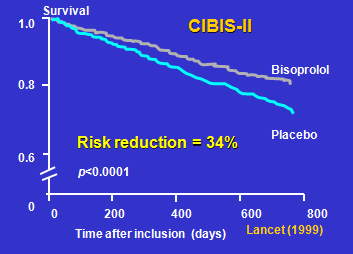 Survival
CIBIS-II
1.0
Bisoprolol
0.8
Placebo
Risk reduction = 34%
0.6
p<0.0001
0
0 200 400 600 800
Time after inclusion (days)
Lancet (1999)